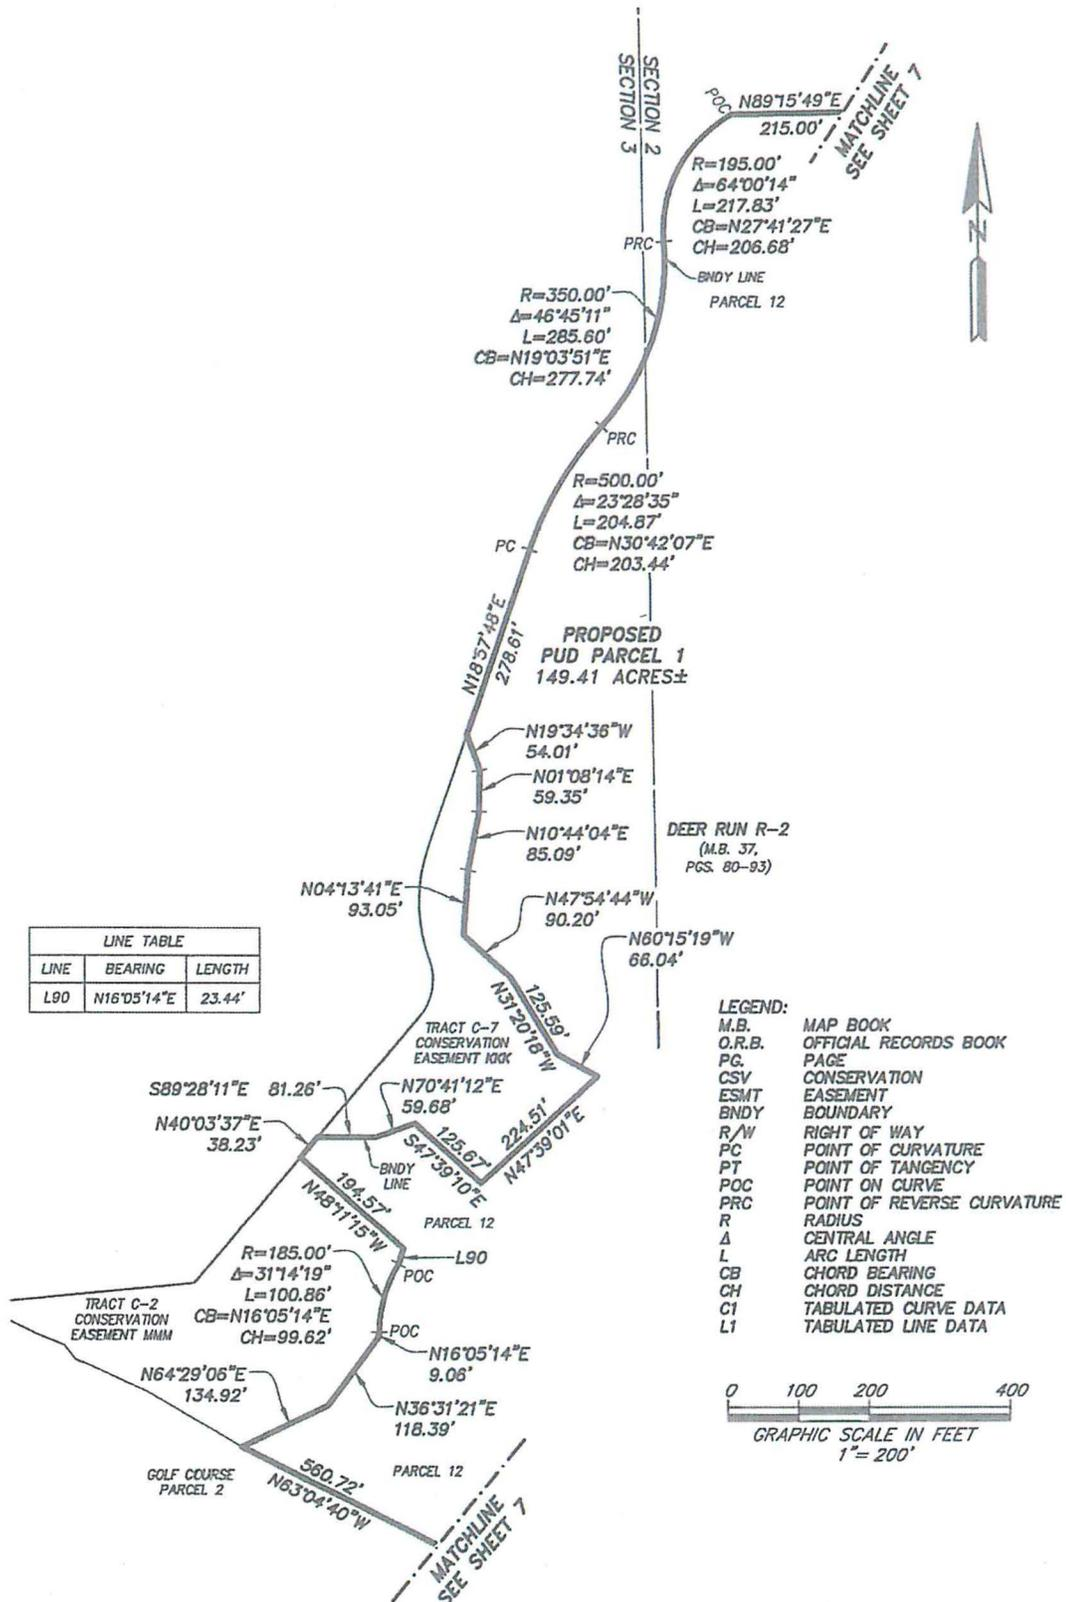 SECTION 2
SECTION 3
POC
N89°15'49"E
215.00'
MATCHLINE
SEE SHEET 7
R=195.00'
Δ=64°00'14"
L=217.83'
CB=N27°41'27"E
CH=206.68'
N
PRC
BNDY LINE
PARCEL 12
R=350.00'
Δ=46°45'11"
L=285.60'
CB=N19°03'51"E
CH=277.74'
PRC
R=500.00'
Δ=23°28'35"
L=204.87'
CB=N30°42'07"E
CH=203.44'
PC
N18°57'48"E
278.61'
PROPOSED
PUD PARCEL 1
149.41 ACRES±
N19°34'36"W
54.01'
N01°08'14"E
59.35'
N10°44'04"E
85.09'
DEER RUN R-2
(M.B. 37,
PGS. 80-93)
N04°13'41"E
93.05'
N47°54'44"W
90.20'
N60°15'19"W
66.04'
LINE TABLE
LINE BEARING LENGTH
L90 N16°05'14"E 23.44'
125.59'
N31°20'18"W
TRACT C-7
CONSERVATION
EASEMENT KKK
S89°28'11"E 81.26'
N70°41'12"E
59.68'
N40°03'37"E
38.23'
125.67'
S47°39'10"E
224.51'
N47°39'01"E
BNDY
LINE
194.57'
N48°11'15"W
PARCEL 12
L90
POC
R=185.00'
Δ=31°14'19"
L=100.86'
CB=N16°05'14"E
CH=99.62'
TRACT C-2
CONSERVATION
EASEMENT MMM
POC
N16°05'14"E
9.06'
N64°29'06"E
134.92'
N36°31'21"E
118.39'
GOLF COURSE
PARCEL 2
560.72'
N63°04'40"W
PARCEL 12
MATCHLINE
SEE SHEET 7
LEGEND:
M.B. MAP BOOK
O.R.B. OFFICIAL RECORDS BOOK
PG. PAGE
CSV CONSERVATION
ESMT EASEMENT
BNDY BOUNDARY
R/W RIGHT OF WAY
PC POINT OF CURVATURE
PT POINT OF TANGENCY
POC POINT ON CURVE
PRC POINT OF REVERSE CURVATURE
R RADIUS
Δ CENTRAL ANGLE
L ARC LENGTH
CB CHORD BEARING
CH CHORD DISTANCE
C1 TABULATED CURVE DATA
L1 TABULATED LINE DATA
0 100 200 400
GRAPHIC SCALE IN FEET
1"= 200'